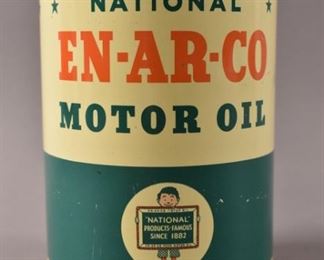 NATIONAL
EN-AR-CO
MOTOR OIL
"NATIONAL"
PRODUCTS-FAMOUS
SINCE 1882